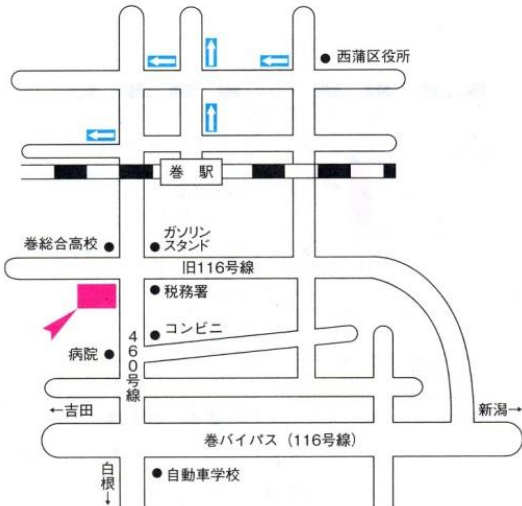 西蒲区役所
巻 駅
ガソリン
スタンド
巻総合高校
旧116号線
税務署
コンビニ
病院
460号線
←吉田
新潟→
巻バイパス（116号線）
白根↓
自動車学校